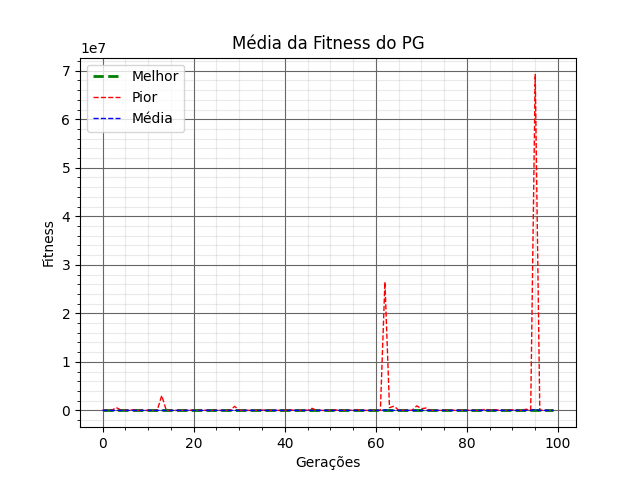 Média da Fitness do PG
1e7
Melhor
Pior
Média
7
6
5
4
3
2
1
0
Fitness
0 20 40 60 80 100
Gerações